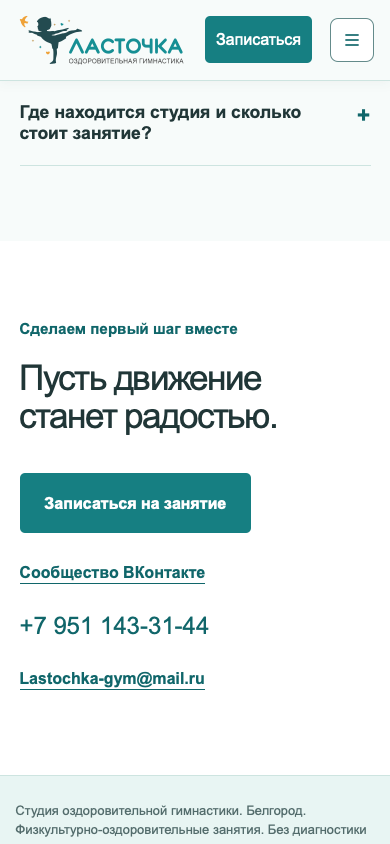 ЛАСТОЧКА
ОЗДОРОВИТЕЛЬНАЯ ГИМНАСТИКА
Записаться
Где находится студия и сколько
стоит занятие?
+
Сделаем первый шаг вместе
Пусть движение
станет радостью.
Записаться на занятие
Сообщество ВКонтакте
+7 951 143-31-44
Lastochka-gym@mail.ru
Студия оздоровительной гимнастики. Белгород.
Физкультурно-оздоровительные занятия. Без диагностики